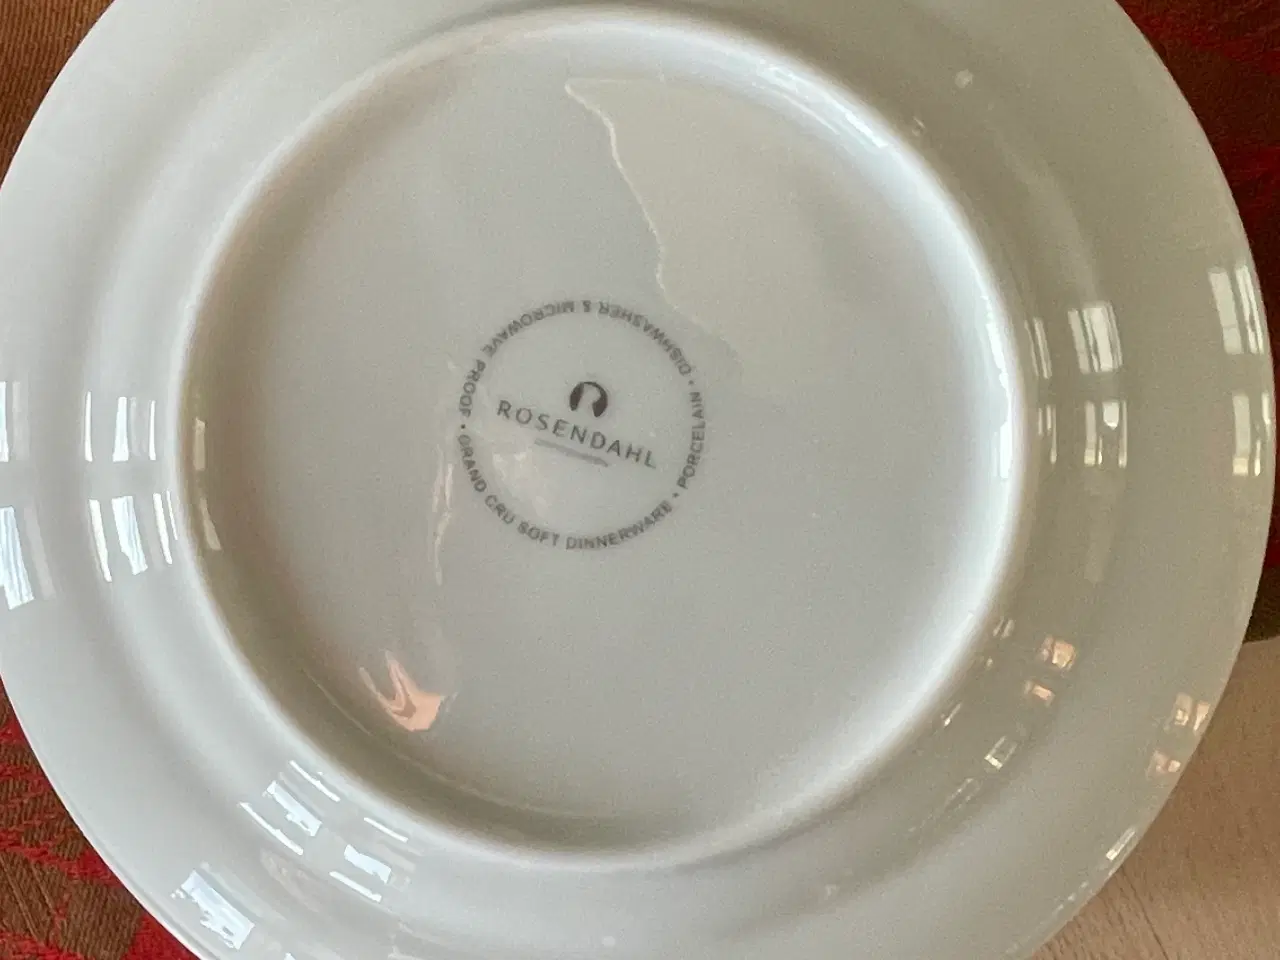 ROSENDAHL
GRAND CRU SOFT DINNERWARE • PORCELAIN • DISHWASHER & MICROWAVE PROOF •